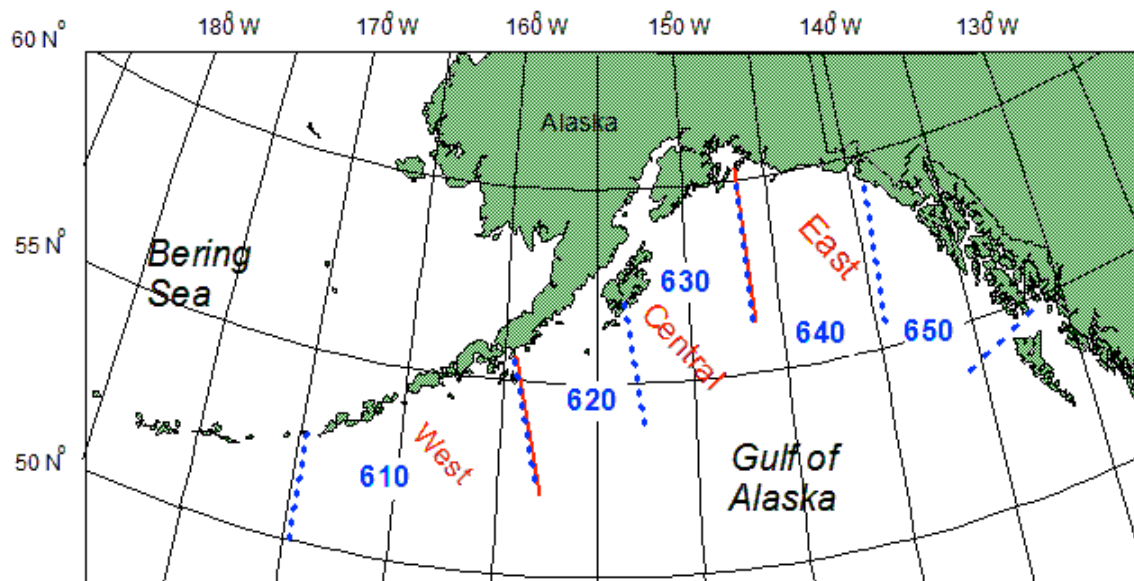 180°W 170°W 160°W 150°W 140°W 130°W
60 N°
Alaska
East
55 N°
Bering
Sea
630
Central
640
650
620
West
610
Gulf of
Alaska
50 N°